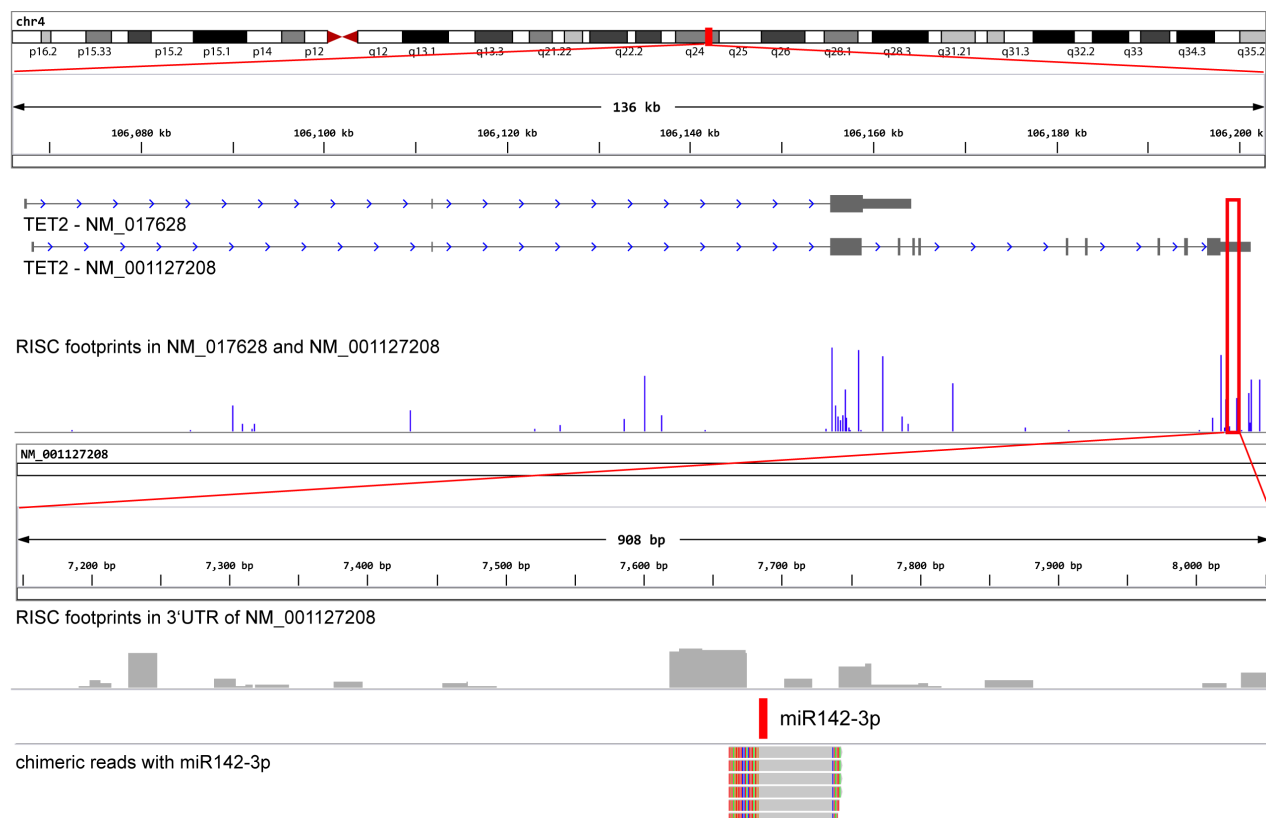 chr4
p16.2 p15.33 p15.2 p15.1 p14 p12 q12 q13.1 q13.3 q21.22 q22.2 q24 q25 q26 q28.1 q28.3 q31.21 q31.3 q32.2 q33 q34.3 q35.2
136 kb
106,080 kb 106,100 kb 106,120 kb 106,140 kb 106,160 kb 106,180 kb 106,200 k
TET2 - NM_017628
TET2 - NM_001127208
RISC footprints in NM_017628 and NM_001127208
NM_001127208
908 bp
7,200 bp 7,300 bp 7,400 bp 7,500 bp 7,600 bp 7,700 bp 7,800 bp 7,900 bp 8,000 bp
RISC footprints in 3‘UTR of NM_001127208
miR142-3p
chimeric reads with miR142-3p